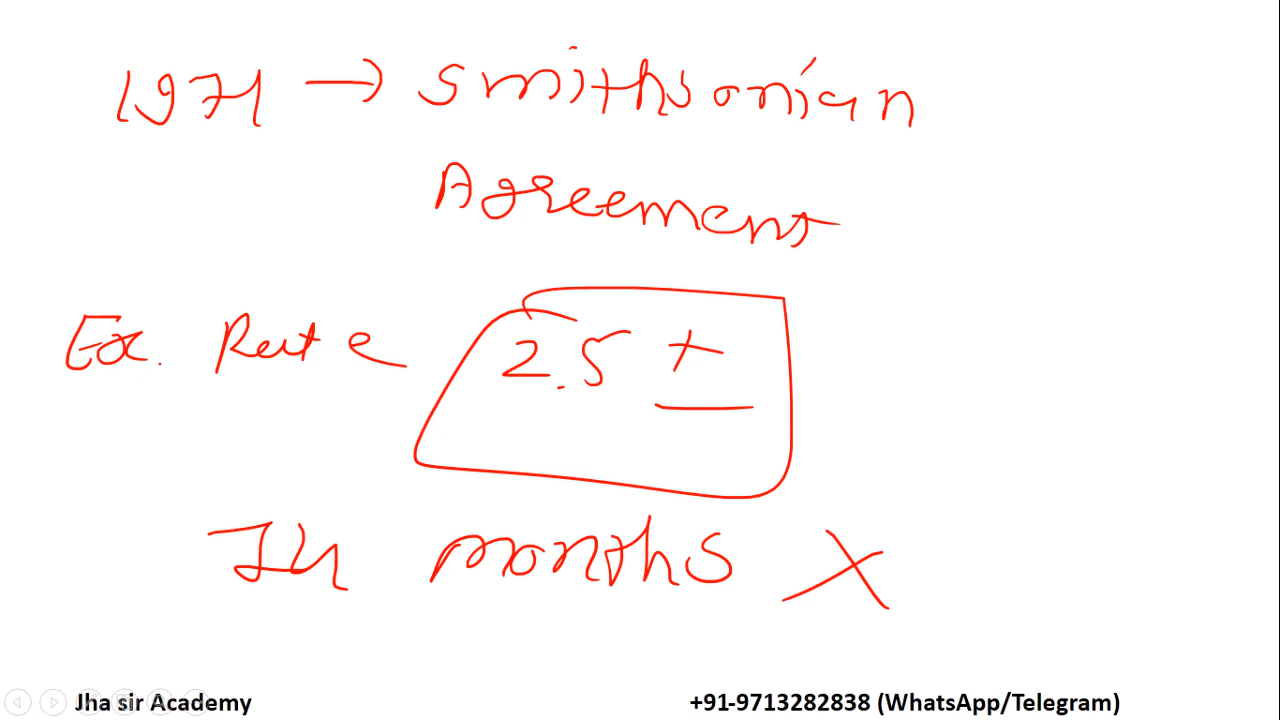 1971 → Smithsonian
Agreement
Ex. Rate 2.5 ±
14 months X
Jha sir Academy
+91-9713282838 (WhatsApp/Telegram)